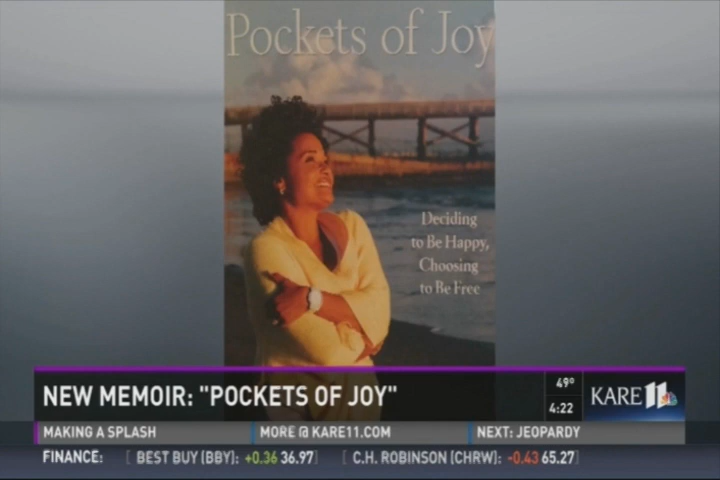 Pockets of Joy
Deciding
to Be Happy,
Choosing
to Be Free
NEW MEMOIR: "POCKETS OF JOY"
49°
4:22
KARE 11
MAKING A SPLASH
MORE @ KARE11.COM
NEXT: JEOPARDY
FINANCE: [ BEST BUY (BBY): +0.36 36.97 ] [ C.H. ROBINSON (CHRW): -0.43 65.27 ]